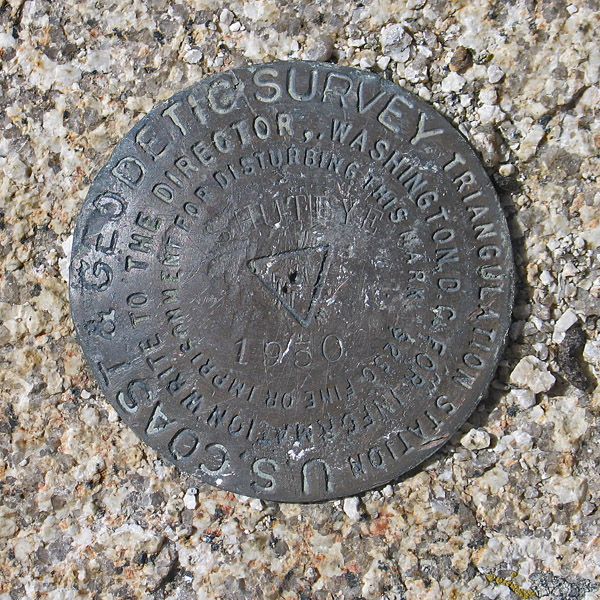 U.S. COAST & GEODETIC SURVEY
TRIANGULATION STATION
FOR INFORMATION WRITE TO THE DIRECTOR, WASHINGTON, D.C.
$250 FINE OR IMPRISONMENT FOR DISTURBING THIS MARK.
1950